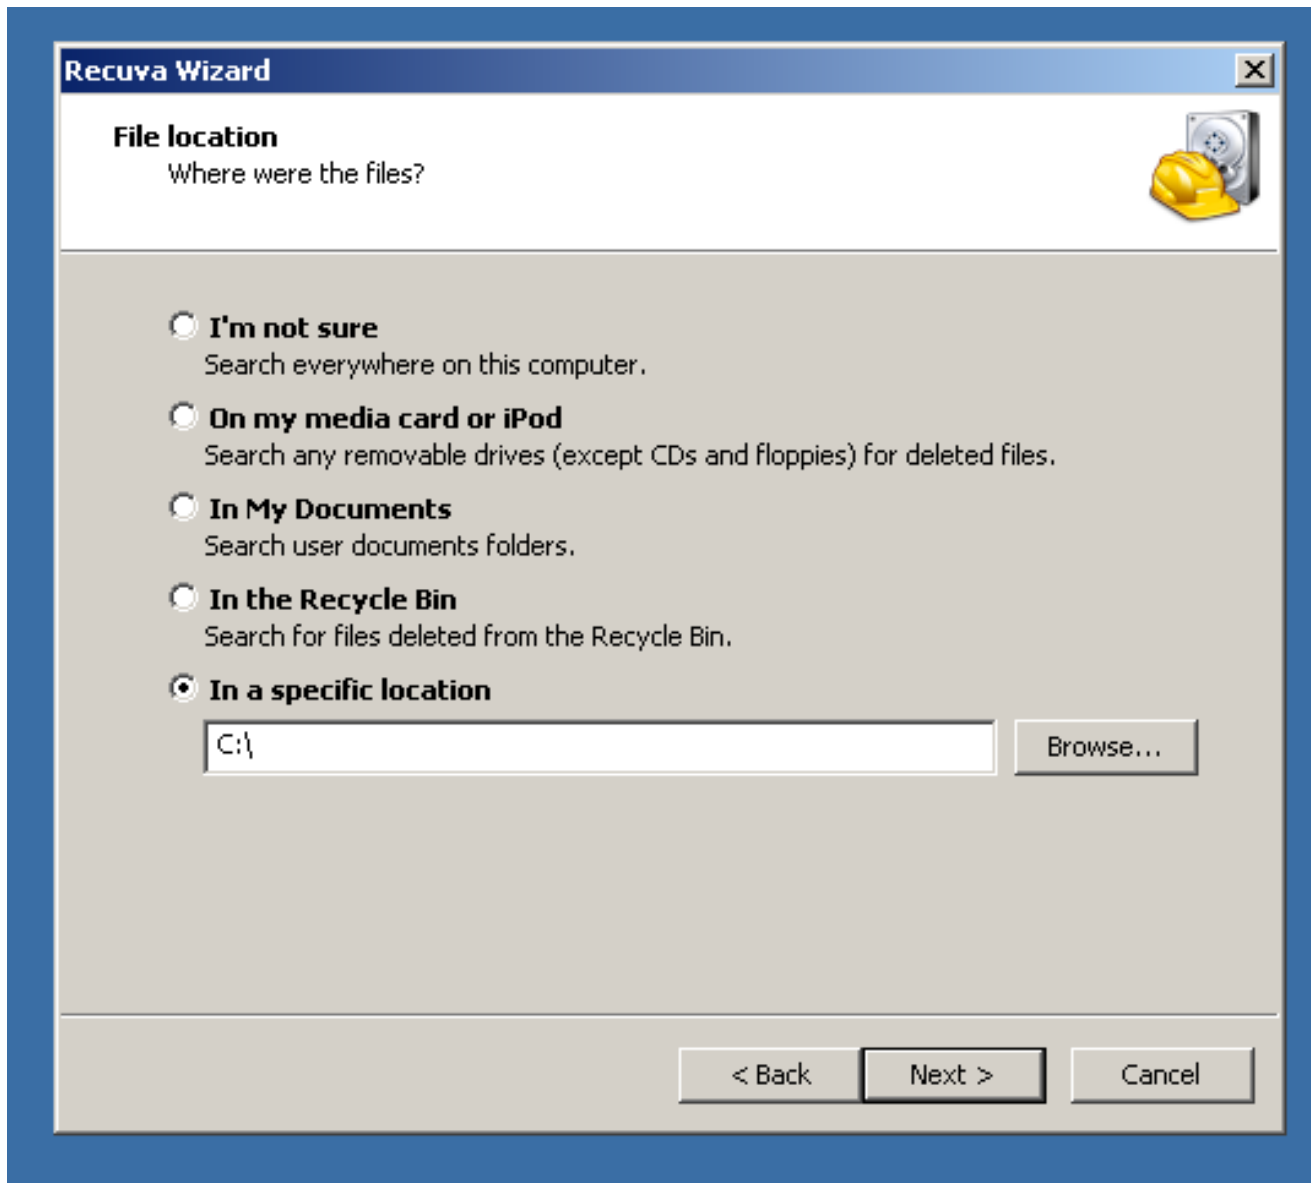 Recuva Wizard
File location
Where were the files?
I'm not sure
Search everywhere on this computer.
On my media card or iPod
Search any removable drives (except CDs and floppies) for deleted files.
In My Documents
Search user documents folders.
In the Recycle Bin
Search for files deleted from the Recycle Bin.
In a specific location
C:\
Browse...
< Back
Next >
Cancel